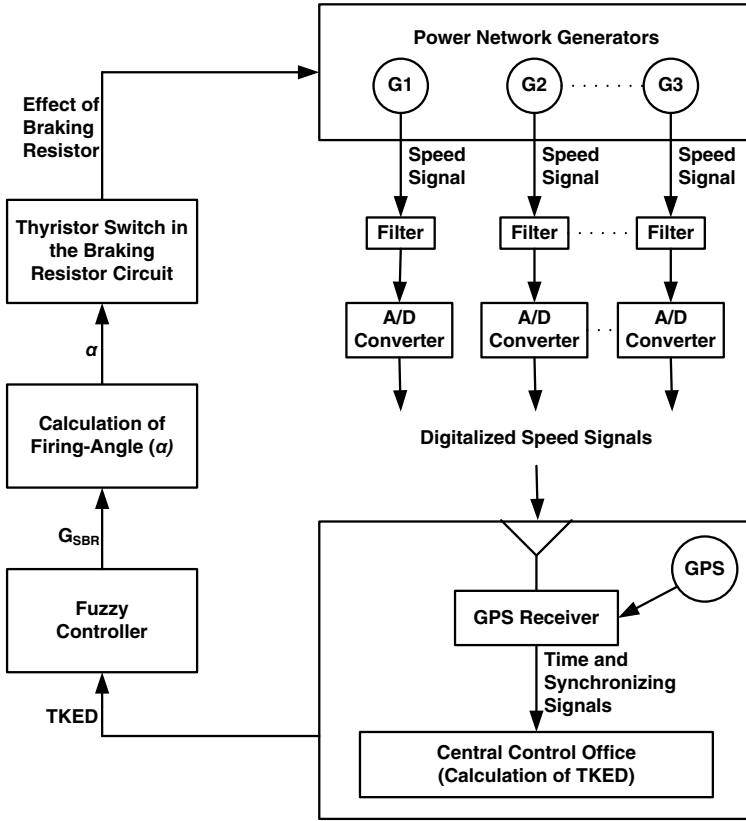 Power Network Generators
G1
G2
G3
Effect of
Braking
Resistor
Speed
Signal
Speed
Signal
Speed
Signal
Thyristor Switch in
the Braking
Resistor Circuit
Filter
Filter
Filter
A/D
Converter
A/D
Converter
A/D
Converter
α
Calculation of
Firing-Angle (α)
Digitalized Speed Signals
GSBR
GPS
Fuzzy
Controller
GPS Receiver
Time and
Synchronizing
Signals
TKED
Central Control Office
(Calculation of TKED)